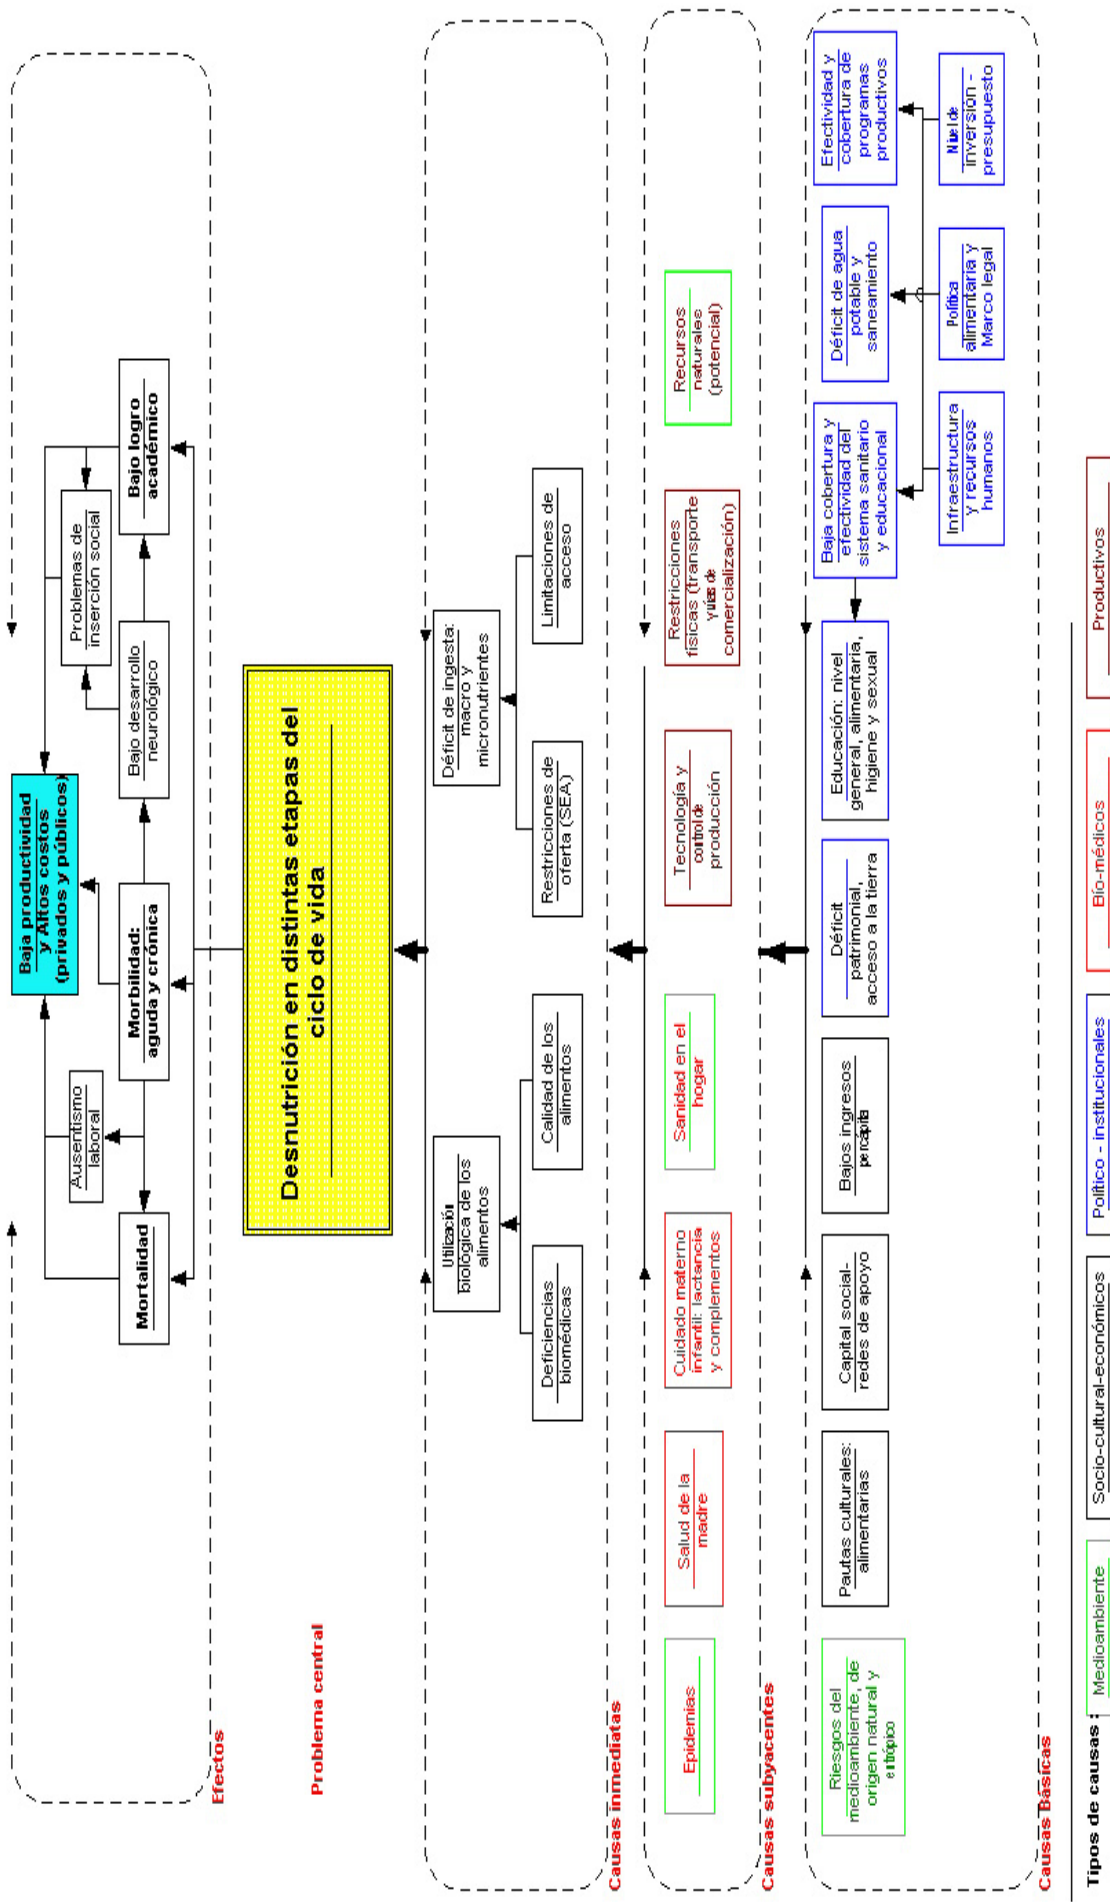 Baja productividad
y Altos costos
(privados y públicos)
Ausentismo
laboral
Problemas de
inserción social
Mortalidad
Morbilidad:
aguda y crónica
Bajo desarrollo
neurológico
Bajo logro
académico
Efectos
Problema central
Desnutrición en distintas etapas del
ciclo de vida
Utilización
biológica de los
alimentos
Déficit de ingesta:
macro y
micronutrientes
Deficiencias
biomédicas
Calidad de los
alimentos
Restricciones de
oferta (SEA)
Limitaciones de
acceso
Causas inmediatas
Epidemias
Salud de la
madre
Cuidado materno
infantil: lactancia
y complementos
Sanidad en el
hogar
Tecnología y
control de
producción
Restricciones
físicas (transporte
y vías de
comercialización)
Recursos
naturales
(potencial)
Causas subyacentes
Riesgos del
medioambiente, de
origen natural y
entrópico
Pautas culturales:
alimentarias
Capital social-
redes de apoyo
Bajos ingresos
per cápita
Déficit
patrimonial,
acceso a la tierra
Educación: nivel
general, alimentaria,
higiene y sexual
Baja cobertura y
efectividad del
sistema sanitario
y educacional
Déficit de agua
potable y
saneamiento
Efectividad y
cobertura de
programas
productivos
Infraestructura
y recursos
humanos
Política
alimentaria y
Marco legal
Nivel de
inversión -
presupuesto
Causas Básicas
Tipos de causas :
Medioambiente
Socio-cultural-económicos
Político - institucionales
Bío-médicos
Productivos